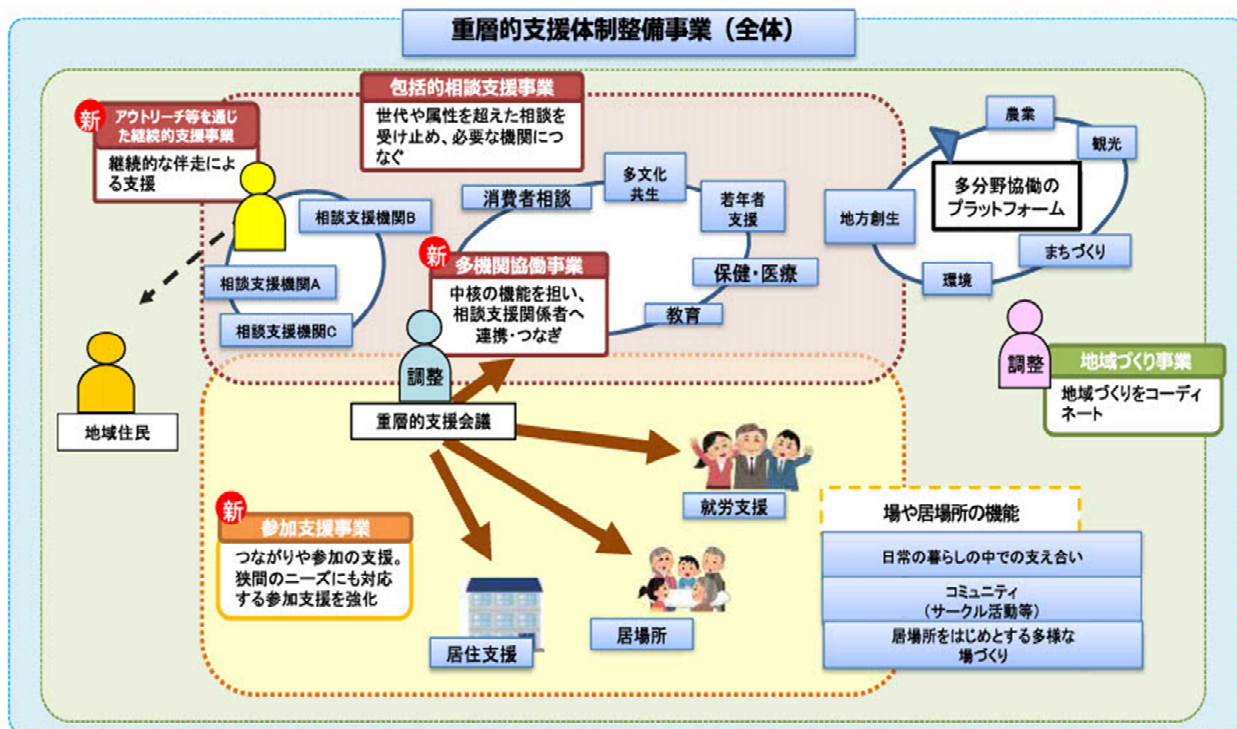 重層的支援体制整備事業（全体）
包括的相談支援事業
世代や属性を超えた相談を
受け止め、必要な機関につ
なぐ
新
アウトリーチ等を通じ
た継続的支援事業
継続的な伴走によ
る支援
相談支援機関B
相談支援機関A
相談支援機関C
消費者相談
多文化
共生
若年者
支援
保健・医療
教育
新
多機関協働事業
中核の機能を担い、
相談支援関係者へ
連携・つなぎ
農業
観光
多分野協働の
プラットフォーム
地方創生
まちづくり
環境
調整
地域づくり事業
地域づくりをコーディ
ネート
調整
重層的支援会議
地域住民
新
参加支援事業
つながりや参加の支援。
狭間のニーズにも対応
する参加支援を強化
就労支援
居場所
居住支援
場や居場所の機能
日常の暮らしの中での支え合い
コミュニティ
（サークル活動等）
居場所をはじめとする多様な
場づくり